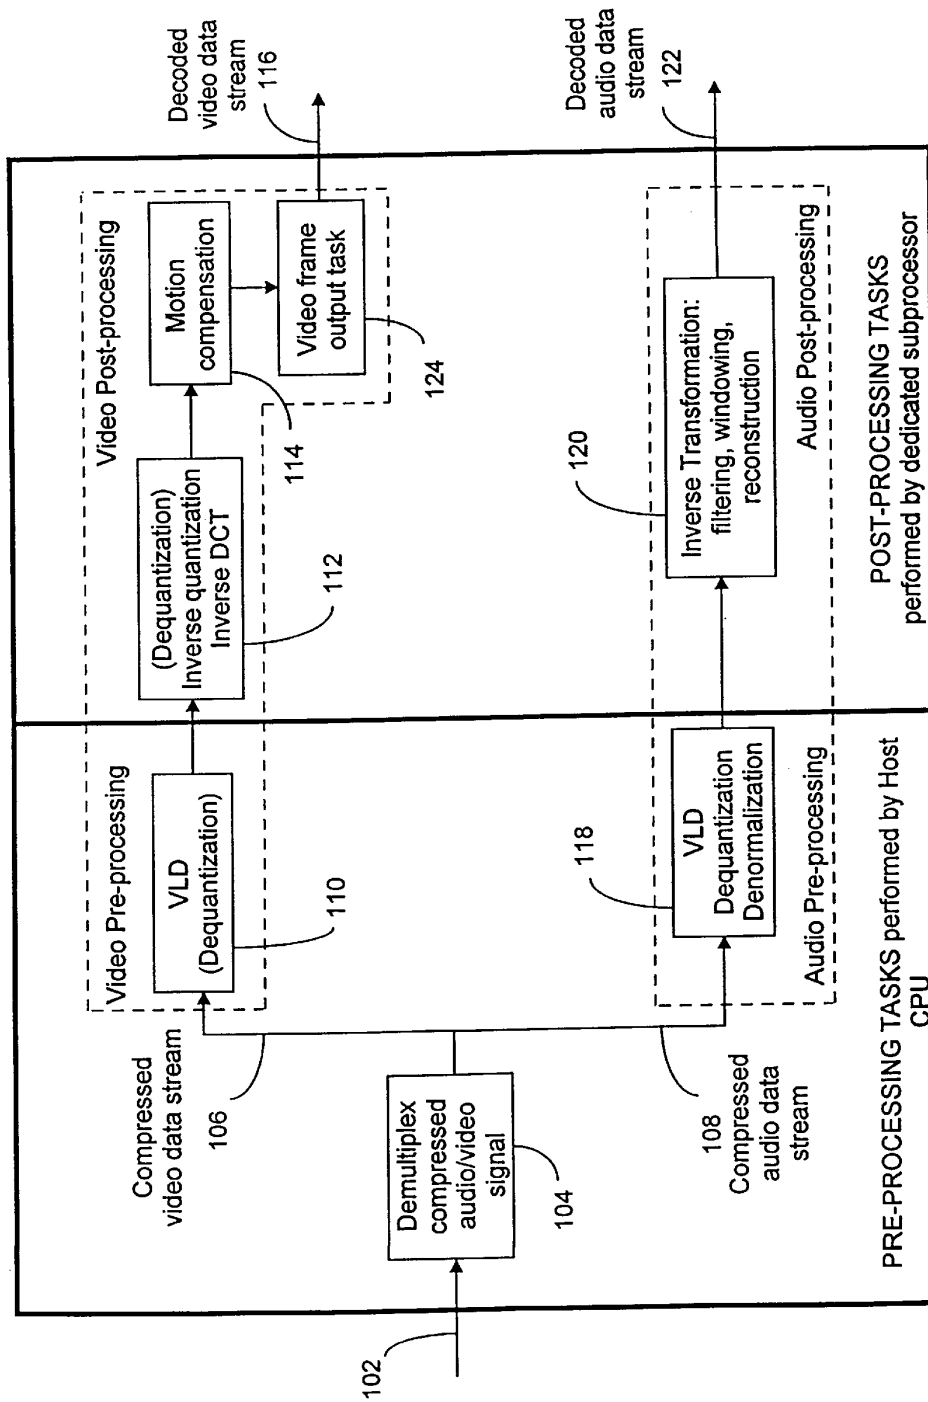 Decoded
video data
stream
116
Decoded
audio data
stream
122
Video Post-processing
Motion
compensation
Video frame
output task
124
114
(Dequantization)
Inverse quantization
Inverse DCT
112
120
Inverse Transformation:
filtering, windowing,
reconstruction
Audio Post-processing
POST-PROCESSING TASKS
performed by dedicated subprocessor
Video Pre-processing
VLD
(Dequantization)
110
118
VLD
Dequantization
Denormalization
Audio Pre-processing
Compressed
video data stream
106
108
Compressed
audio data
stream
Demultiplex
compressed
audio/video
signal
104
102
PRE-PROCESSING TASKS performed by Host
CPU